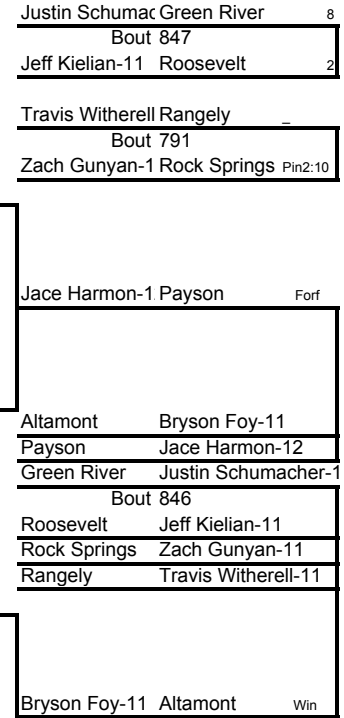 Justin Schumac Green River 8
Bout 847
Jeff Kielian-11 Roosevelt 2
Travis Witherell Rangely _
Bout 791
Zach Gunyan-1 Rock Springs Pin2:10
Jace Harmon-1 Payson Forf
Altamont Bryson Foy-11
Payson Jace Harmon-12
Green River Justin Schumacher-1
Bout 846
Roosevelt Jeff Kielian-11
Rock Springs Zach Gunyan-11
Rangely Travis Witherell-11
Bryson Foy-11 Altamont Win